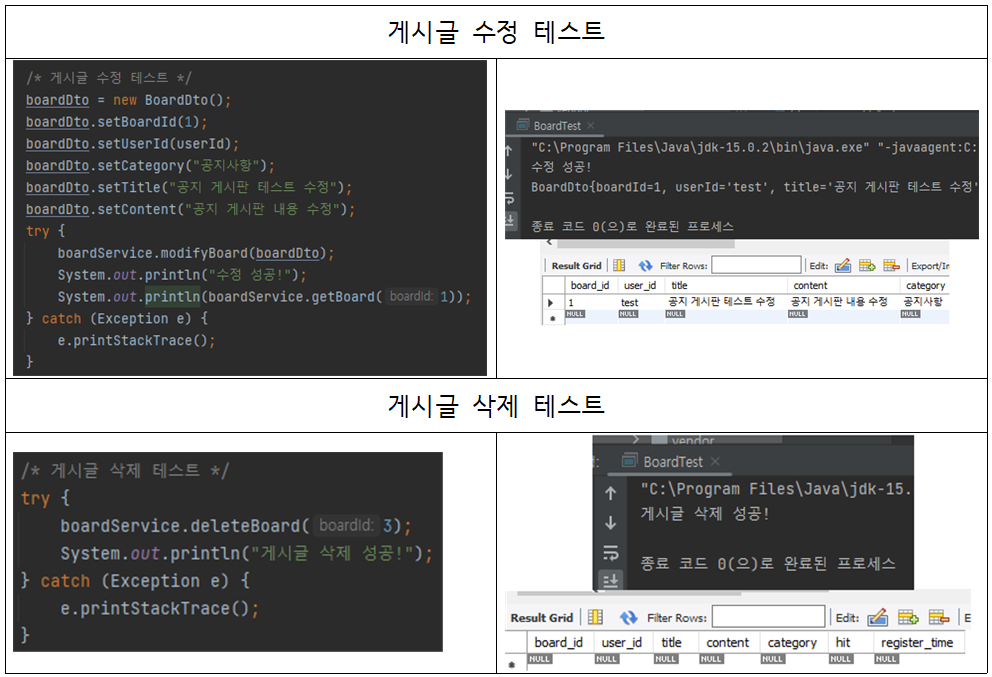 게시글 수정 테스트
/* 게시글 수정 테스트 */
boardDto = new BoardDto();
boardDto.setBoardId(1);
boardDto.setUserId(userId);
boardDto.setCategory("공지사항");
boardDto.setTitle("공지 게시판 테스트 수정");
boardDto.setContent("공지 게시판 내용 수정");
try {
boardService.modifyBoard(boardDto);
System.out.println("수정 성공!");
System.out.println(boardService.getBoard( boardId: 1));
} catch (Exception e) {
e.printStackTrace();
}
BoardTest ×
"C:\Program Files\Java\jdk-15.0.2\bin\java.exe" "-javaagent:C:
수정 성공!
BoardDto{boardId=1, userId='test', title='공지 게시판 테스트 수정'
종료 코드 0(으)로 완료된 프로세스
Result Grid Filter Rows: Edit: Export/Im
board_id user_id title content category
1 test 공지 게시판 테스트 수정 공지 게시판 내용 수정 공지사항
NULL NULL NULL NULL NULL
게시글 삭제 테스트
/* 게시글 삭제 테스트 */
try {
boardService.deleteBoard( boardId: 3);
System.out.println("게시글 삭제 성공!");
} catch (Exception e) {
e.printStackTrace();
}
vendor
BoardTest ×
"C:\Program Files\Java\jdk-15.
게시글 삭제 성공!
종료 코드 0(으)로 완료된 프로세스
Result Grid Filter Rows: Edit: E
board_id user_id title content category hit register_time
NULL NULL NULL NULL NULL NULL NULL